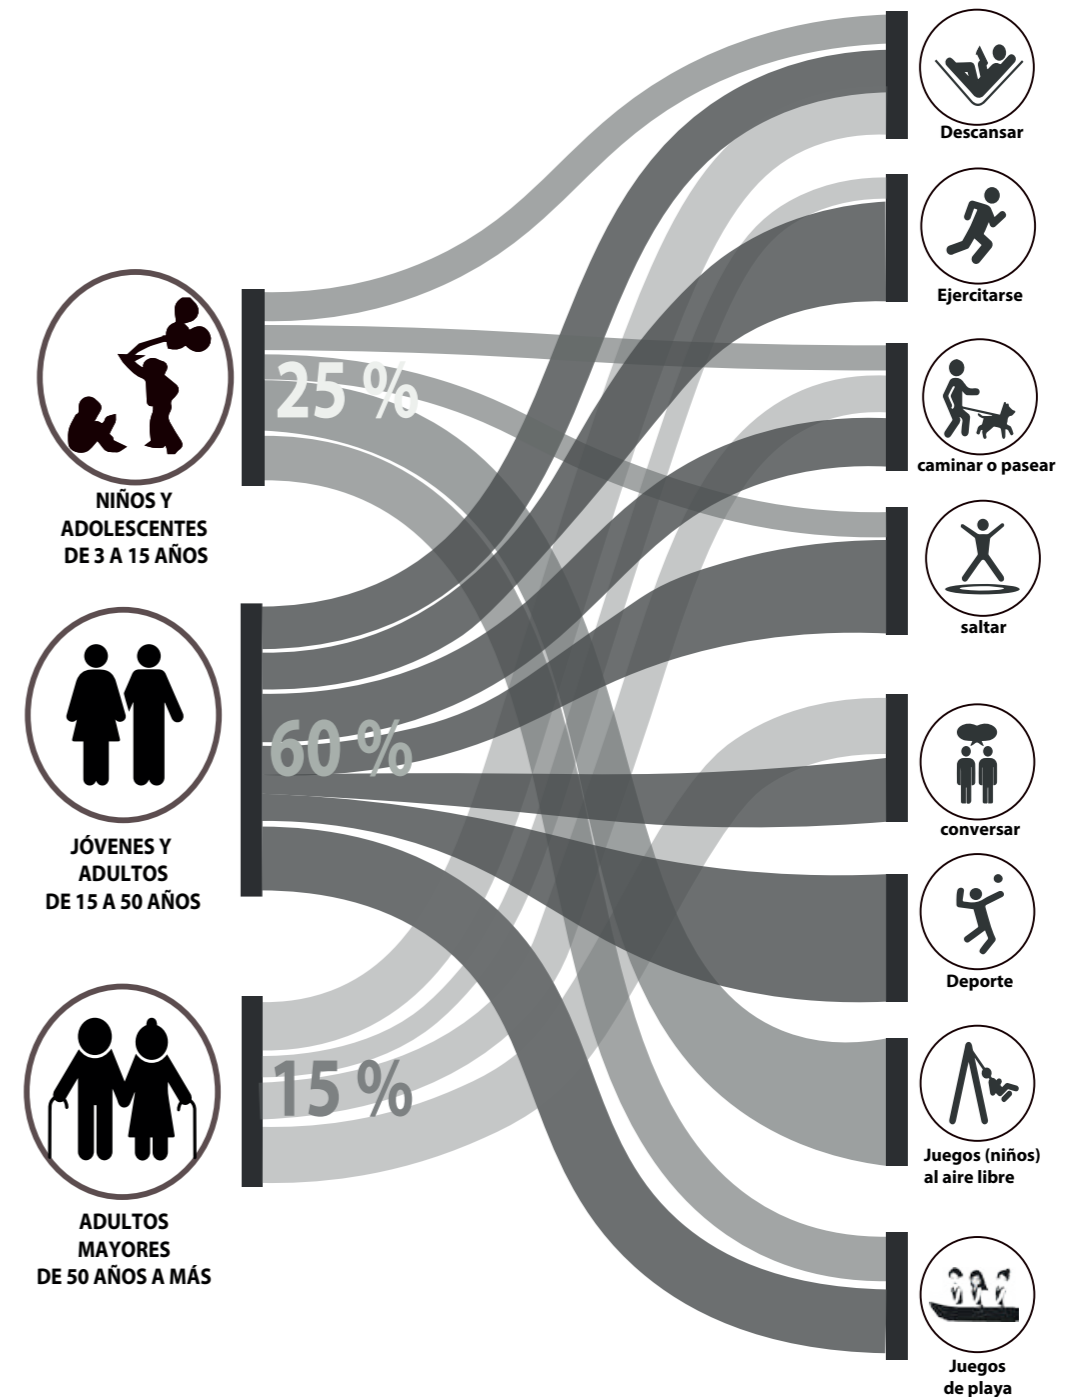 25 %
NIÑOS Y
ADOLESCENTES
DE 3 A 15 AÑOS
60 %
JÓVENES Y
ADULTOS
DE 15 A 50 AÑOS
15 %
ADULTOS
MAYORES
DE 50 AÑOS A MÁS
Descansar
Ejercitarse
caminar o pasear
saltar
conversar
Deporte
Juegos (niños)
al aire libre
Juegos
de playa